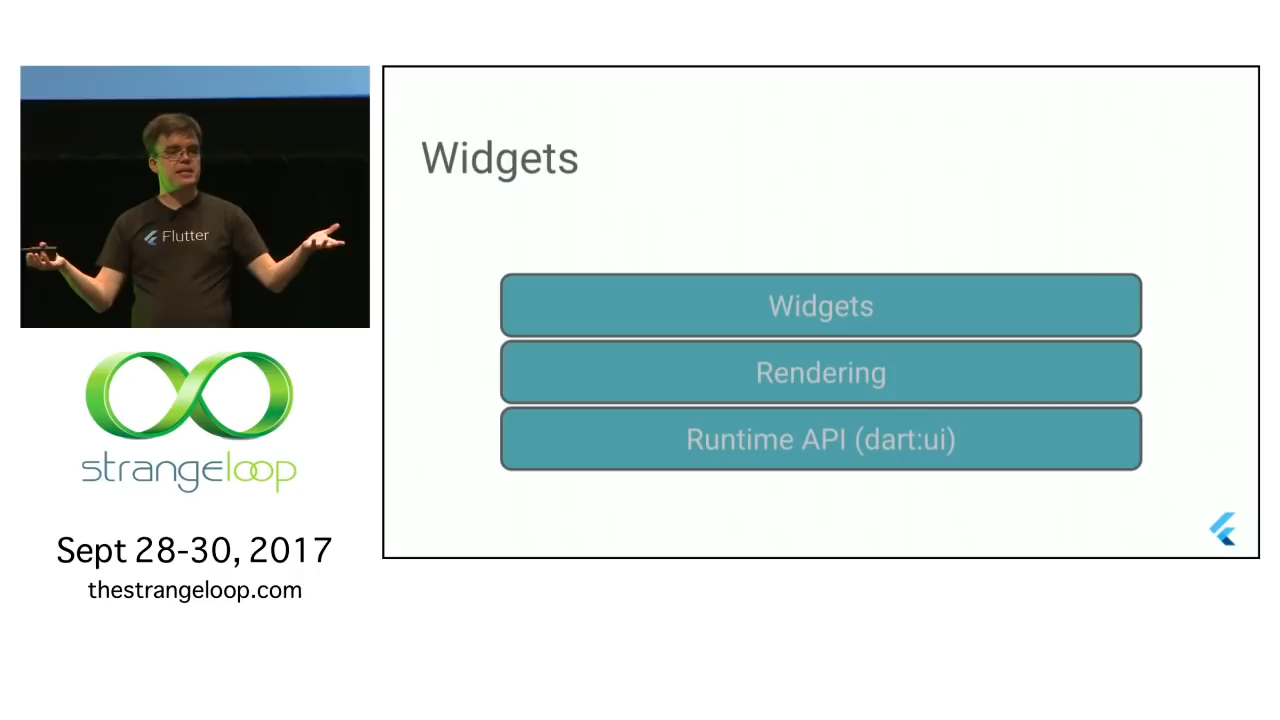 Flutter
strangeloop
Sept 28-30, 2017
thestrangeloop.com
Widgets
Widgets
Rendering
Runtime API (dart:ui)